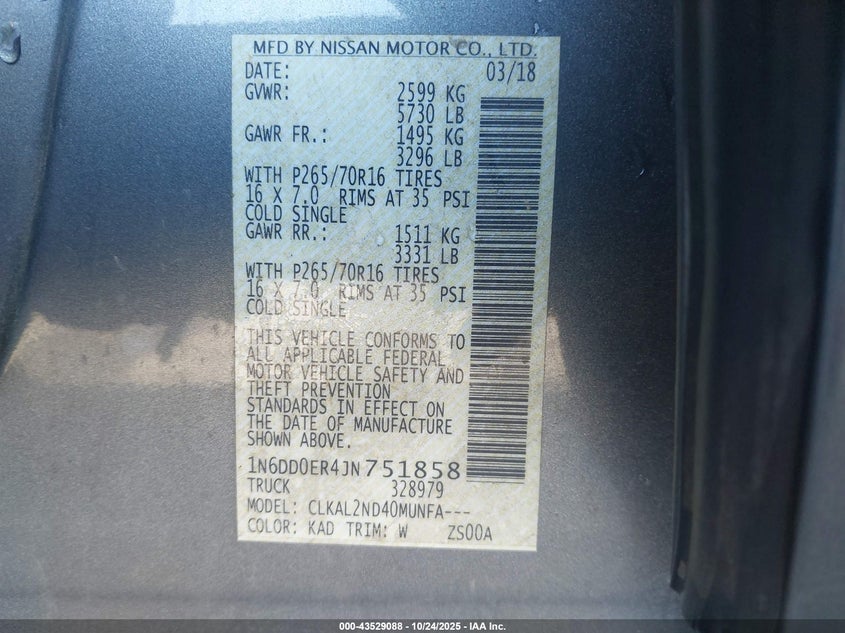 MFD BY NISSAN MOTOR CO., LTD.
DATE: 03/18
GVWR: 2599 KG
5730 LB
GAWR FR.: 1495 KG
3296 LB
WITH P265/70R16 TIRES
16 X 7.0 RIMS AT 35 PSI
COLD SINGLE
GAWR RR.: 1511 KG
3331 LB
WITH P265/70R16 TIRES
16 X 7.0 RIMS AT 35 PSI
COLD SINGLE
THIS VEHICLE CONFORMS TO
ALL APPLICABLE FEDERAL
MOTOR VEHICLE SAFETY AND
THEFT PREVENTION
STANDARDS IN EFFECT ON
THE DATE OF MANUFACTURE
SHOWN ABOVE.
1N6DD0ER4JN751858
TRUCK 328979
MODEL: CLKAL2ND40MUNFA---
COLOR: KAD TRIM: W ZS00A
000-43529088 - 10/24/2025 - IAA Inc.